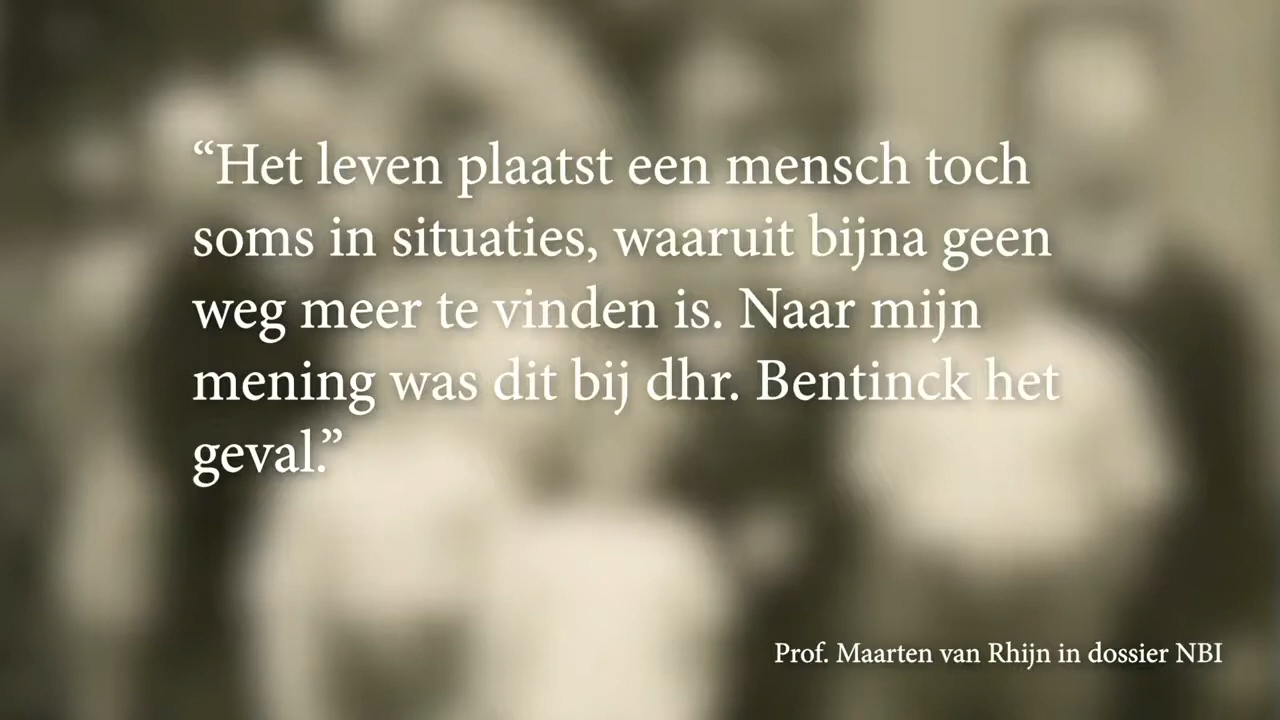 “Het leven plaatst een mensch toch
soms in situaties, waaruit bijna geen
weg meer te vinden is. Naar mijn
mening was dit bij dhr. Bentinck het
geval.”
Prof. Maarten van Rhijn in dossier NBI